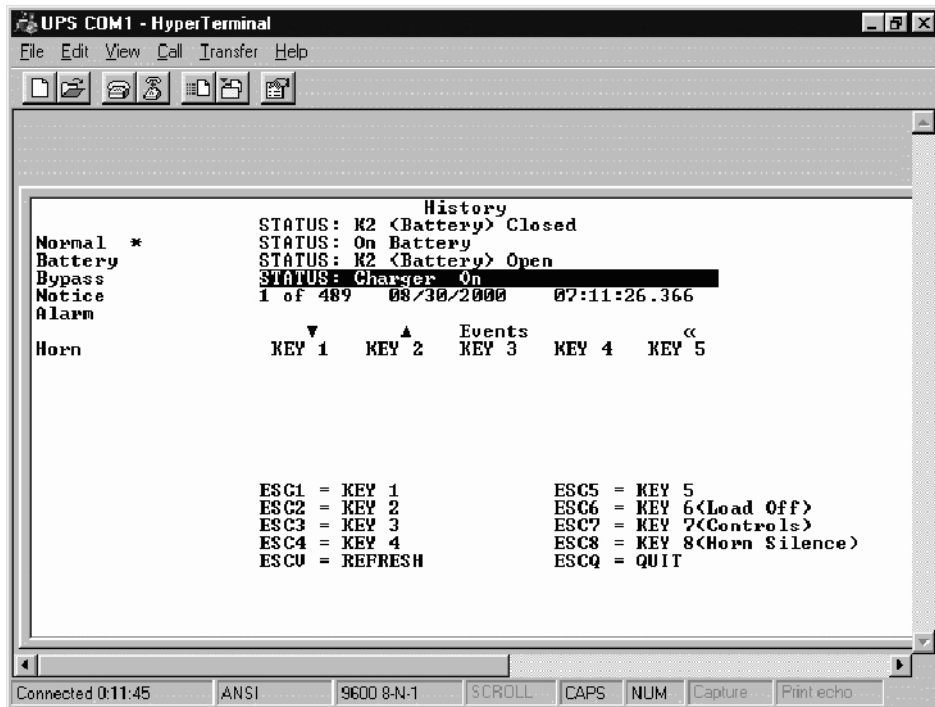 UPS COM1 - HyperTerminal
File Edit View Call Transfer Help
History
STATUS: K2 (Battery) Closed
Normal * STATUS: On Battery
Battery STATUS: K2 (Battery) Open
Bypass STATUS: Charger On
Notice 1 of 489 08/30/2000 07:11:26.366
Alarm
▼ ▲ Events «
Horn KEY 1 KEY 2 KEY 3 KEY 4 KEY 5
ESC1 = KEY 1 ESC5 = KEY 5
ESC2 = KEY 2 ESC6 = KEY 6(Load Off)
ESC3 = KEY 3 ESC7 = KEY 7(Controls)
ESC4 = KEY 4 ESC8 = KEY 8(Horn Silence)
ESCV = REFRESH ESCQ = QUIT
Connected 0:11:45 ANSI 9600 8-N-1 SCROLL CAPS NUM Capture Print echo